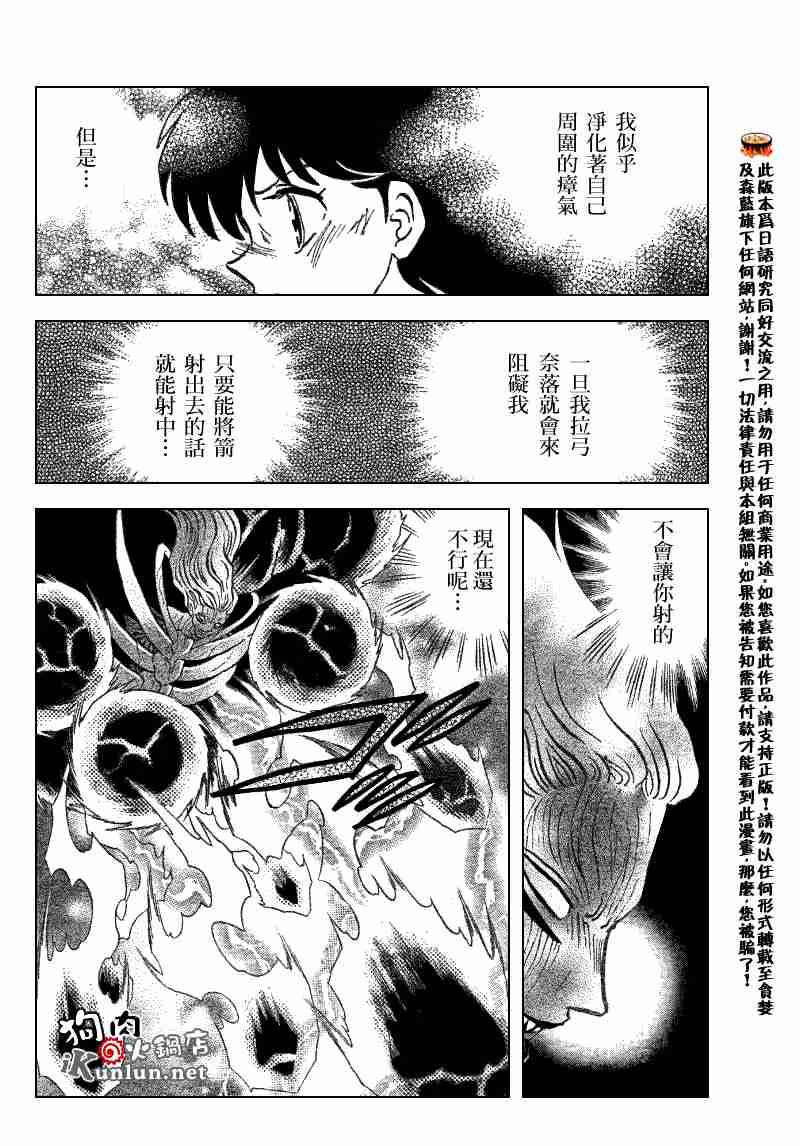 我似乎
淨化著自己
周圍的瘴氣
但是…
一旦我拉弓
奈落就會來
阻礙我
只要能將箭
射出去的話
就能射中…
不會讓你射的
現在還
不行呢…
此版本爲日語研究同好交流之用，請勿用于任何商業用途。如您喜歡此作品，請支持正版！請勿以任何形式轉載至貪婪
及森藍旗下任何網站，謝謝！一切法律責任與本組無關。如果您被告知需要付款才能看到此漫畫，那麽，您被騙了！
狗肉
火鍋店
iKunlun.net